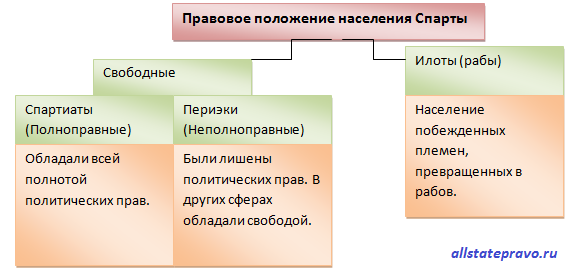 Правовое положение населения Спарты
Свободные
Илоты (рабы)
Спартиаты
(Полноправные)
Периэки
(Неполноправные)
Обладали всей
полнотой
политических прав.
Были лишены
политических прав. В
других сферах
обладали свободой.
Население
побежденных
племен,
превращенных в
рабов.
allstatepravo.ru